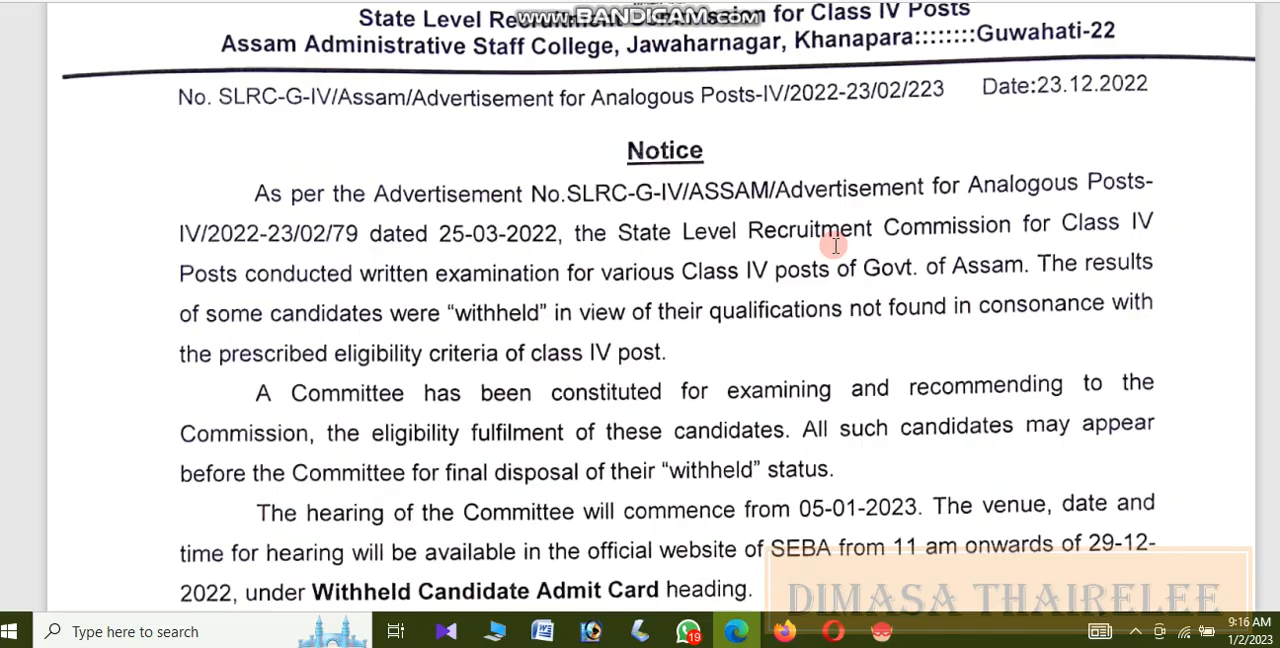 State Level Recruitment Commission for Class IV Posts
www.BANDICAM.com
Assam Administrative Staff College, Jawaharnagar, Khanapara::::::::Guwahati-22
No. SLRC-G-IV/Assam/Advertisement for Analogous Posts-IV/2022-23/02/223 Date:23.12.2022
Notice
As per the Advertisement No.SLRC-G-IV/ASSAM/Advertisement for Analogous Posts-
IV/2022-23/02/79 dated 25-03-2022, the State Level Recruitment Commission for Class IV
Posts conducted written examination for various Class IV posts of Govt. of Assam. The results
of some candidates were “withheld” in view of their qualifications not found in consonance with
the prescribed eligibility criteria of class IV post.
A Committee has been constituted for examining and recommending to the
Commission, the eligibility fulfilment of these candidates. All such candidates may appear
before the Committee for final disposal of their “withheld” status.
The hearing of the Committee will commence from 05-01-2023. The venue, date and
time for hearing will be available in the official website of SEBA from 11 am onwards of 29-12-
2022, under Withheld Candidate Admit Card heading.
DIMASA THAIRELEE
Type here to search
19
9:16 AM
1/2/2023